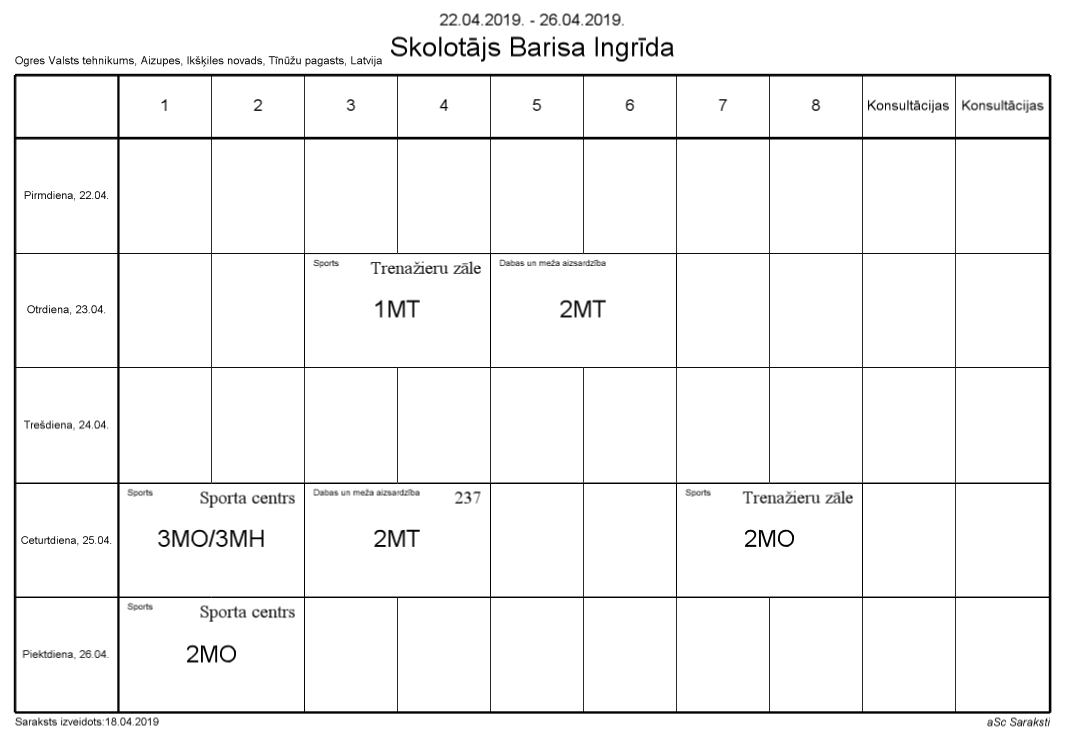 22.04.2019. - 26.04.2019.
Skolotājs Barisa Ingrīda
Ogres Valsts tehnikums, Aizupes, Ikšķiles novads, Tīnūžu pagasts, Latvija
1 2 3 4 5 6 7 8 Konsultācijas Konsultācijas
Pirmdiena, 22.04.
Sports Trenažieru zāle Dabas un meža aizsardzība
Otrdiena, 23.04. 1MT 2MT
Trešdiena, 24.04.
Sports Sporta centrs Dabas un meža aizsardzība 237 Sports Trenažieru zāle
Ceturtdiena, 25.04. 3MO/3MH 2MT 2MO
Sports Sporta centrs
Piektdiena, 26.04. 2MO
Saraksts izveidots:18.04.2019 aSc Saraksti